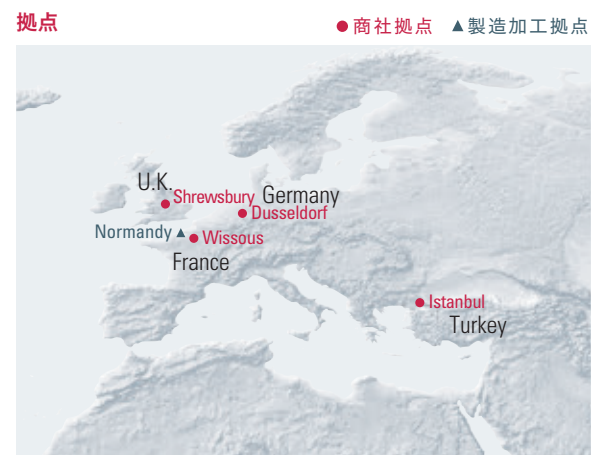 拠点
●商社拠点 ▲製造加工拠点
U.K.
Shrewsbury
Germany
Dusseldorf
Normandy
Wissous
France
Istanbul
Turkey